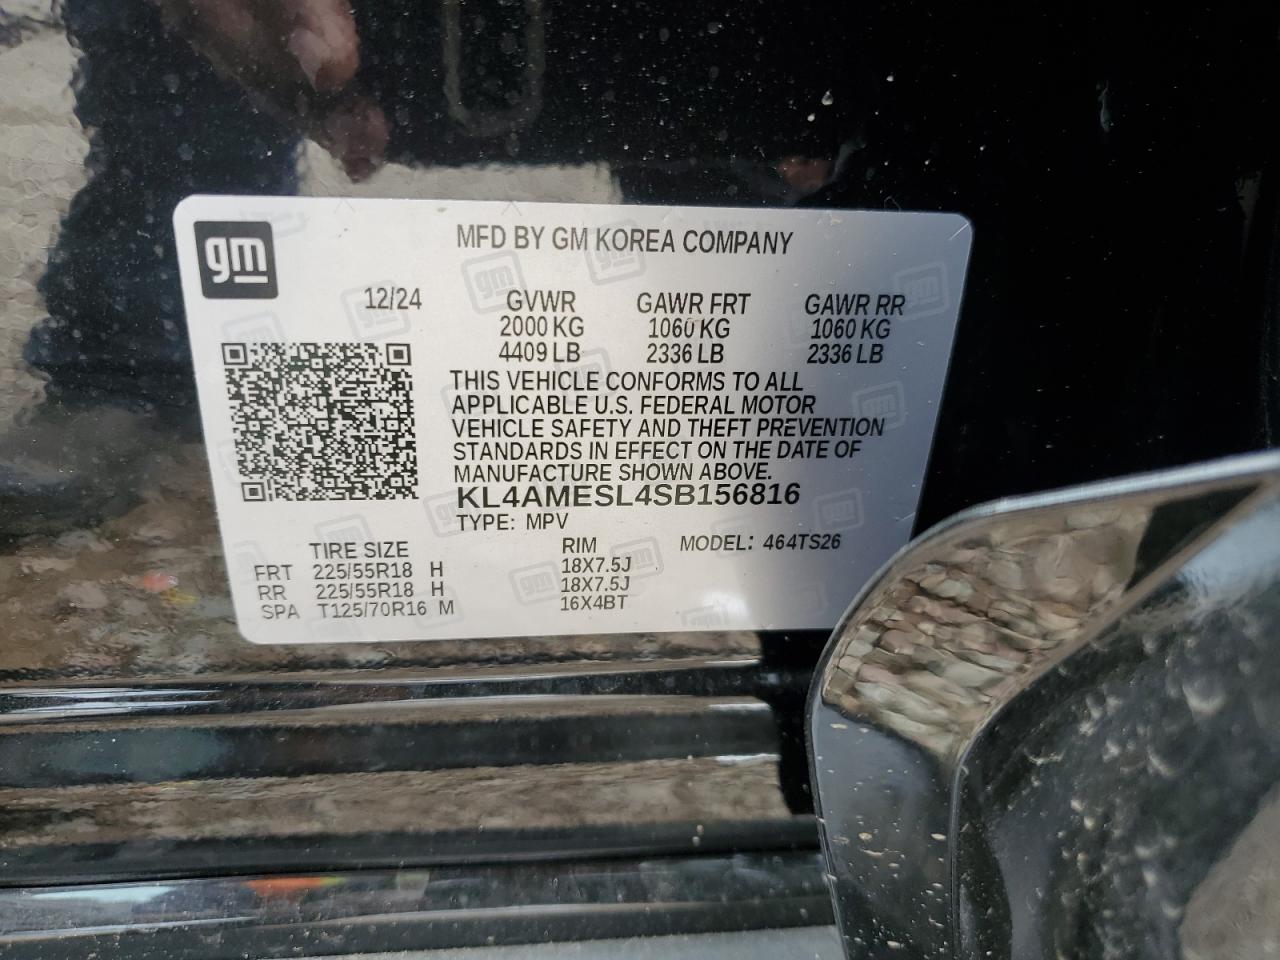 gm
MFD BY GM KOREA COMPANY
12/24 GVWR GAWR FRT GAWR RR
2000 KG 1060 KG 1060 KG
4409 LB 2336 LB 2336 LB
THIS VEHICLE CONFORMS TO ALL
APPLICABLE U.S. FEDERAL MOTOR
VEHICLE SAFETY AND THEFT PREVENTION
STANDARDS IN EFFECT ON THE DATE OF
MANUFACTURE SHOWN ABOVE.
KL4AMESL4SB156816
TYPE: MPV
TIRE SIZE RIM MODEL: 464TS26
FRT 225/55R18 H 18X7.5J
RR 225/55R18 H 18X7.5J
SPA T125/70R16 M 16X4BT